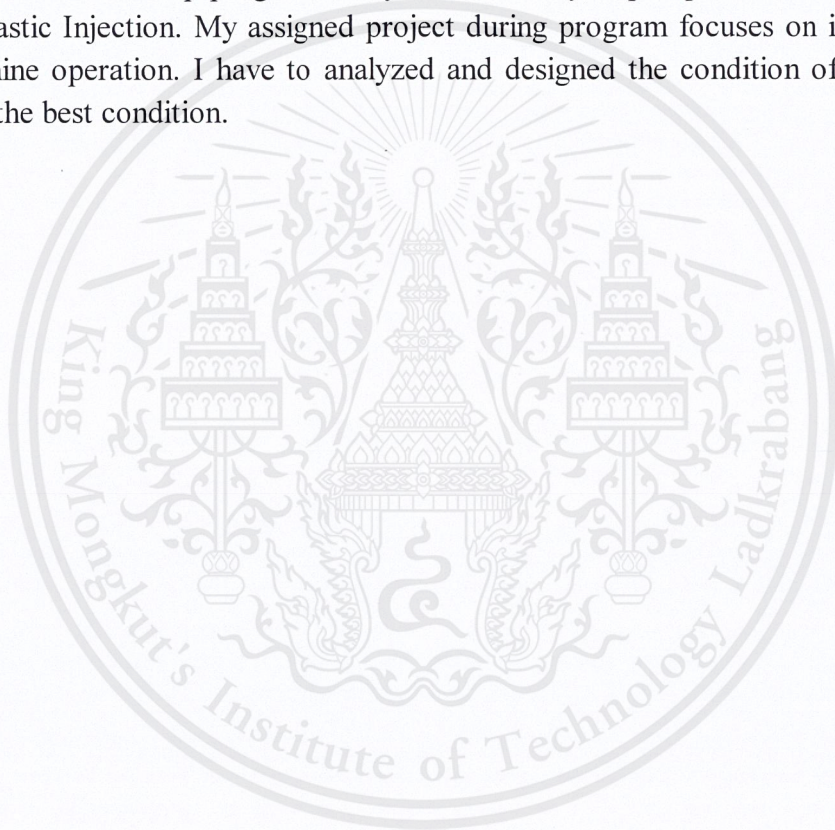 astic Injection. My assigned project during program focuses on i
ine operation. I have to analyzed and designed the condition of
the best condition.
King Mongkut's Institute of Technology Ladkrabang